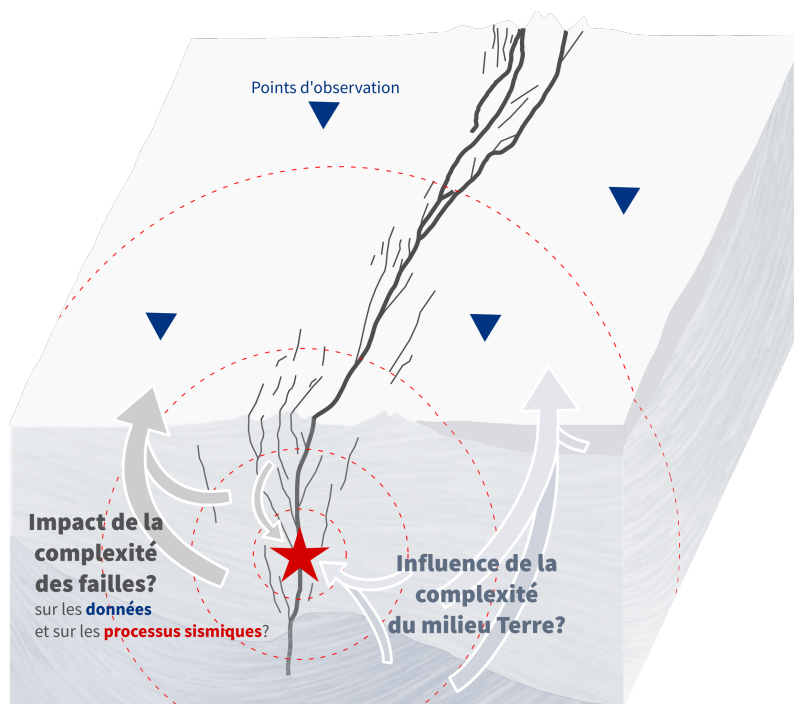 Points d'observation
Impact de la
complexité
des failles?
sur les données
et sur les processus sismiques?
Influence de la
complexité
du milieu Terre?